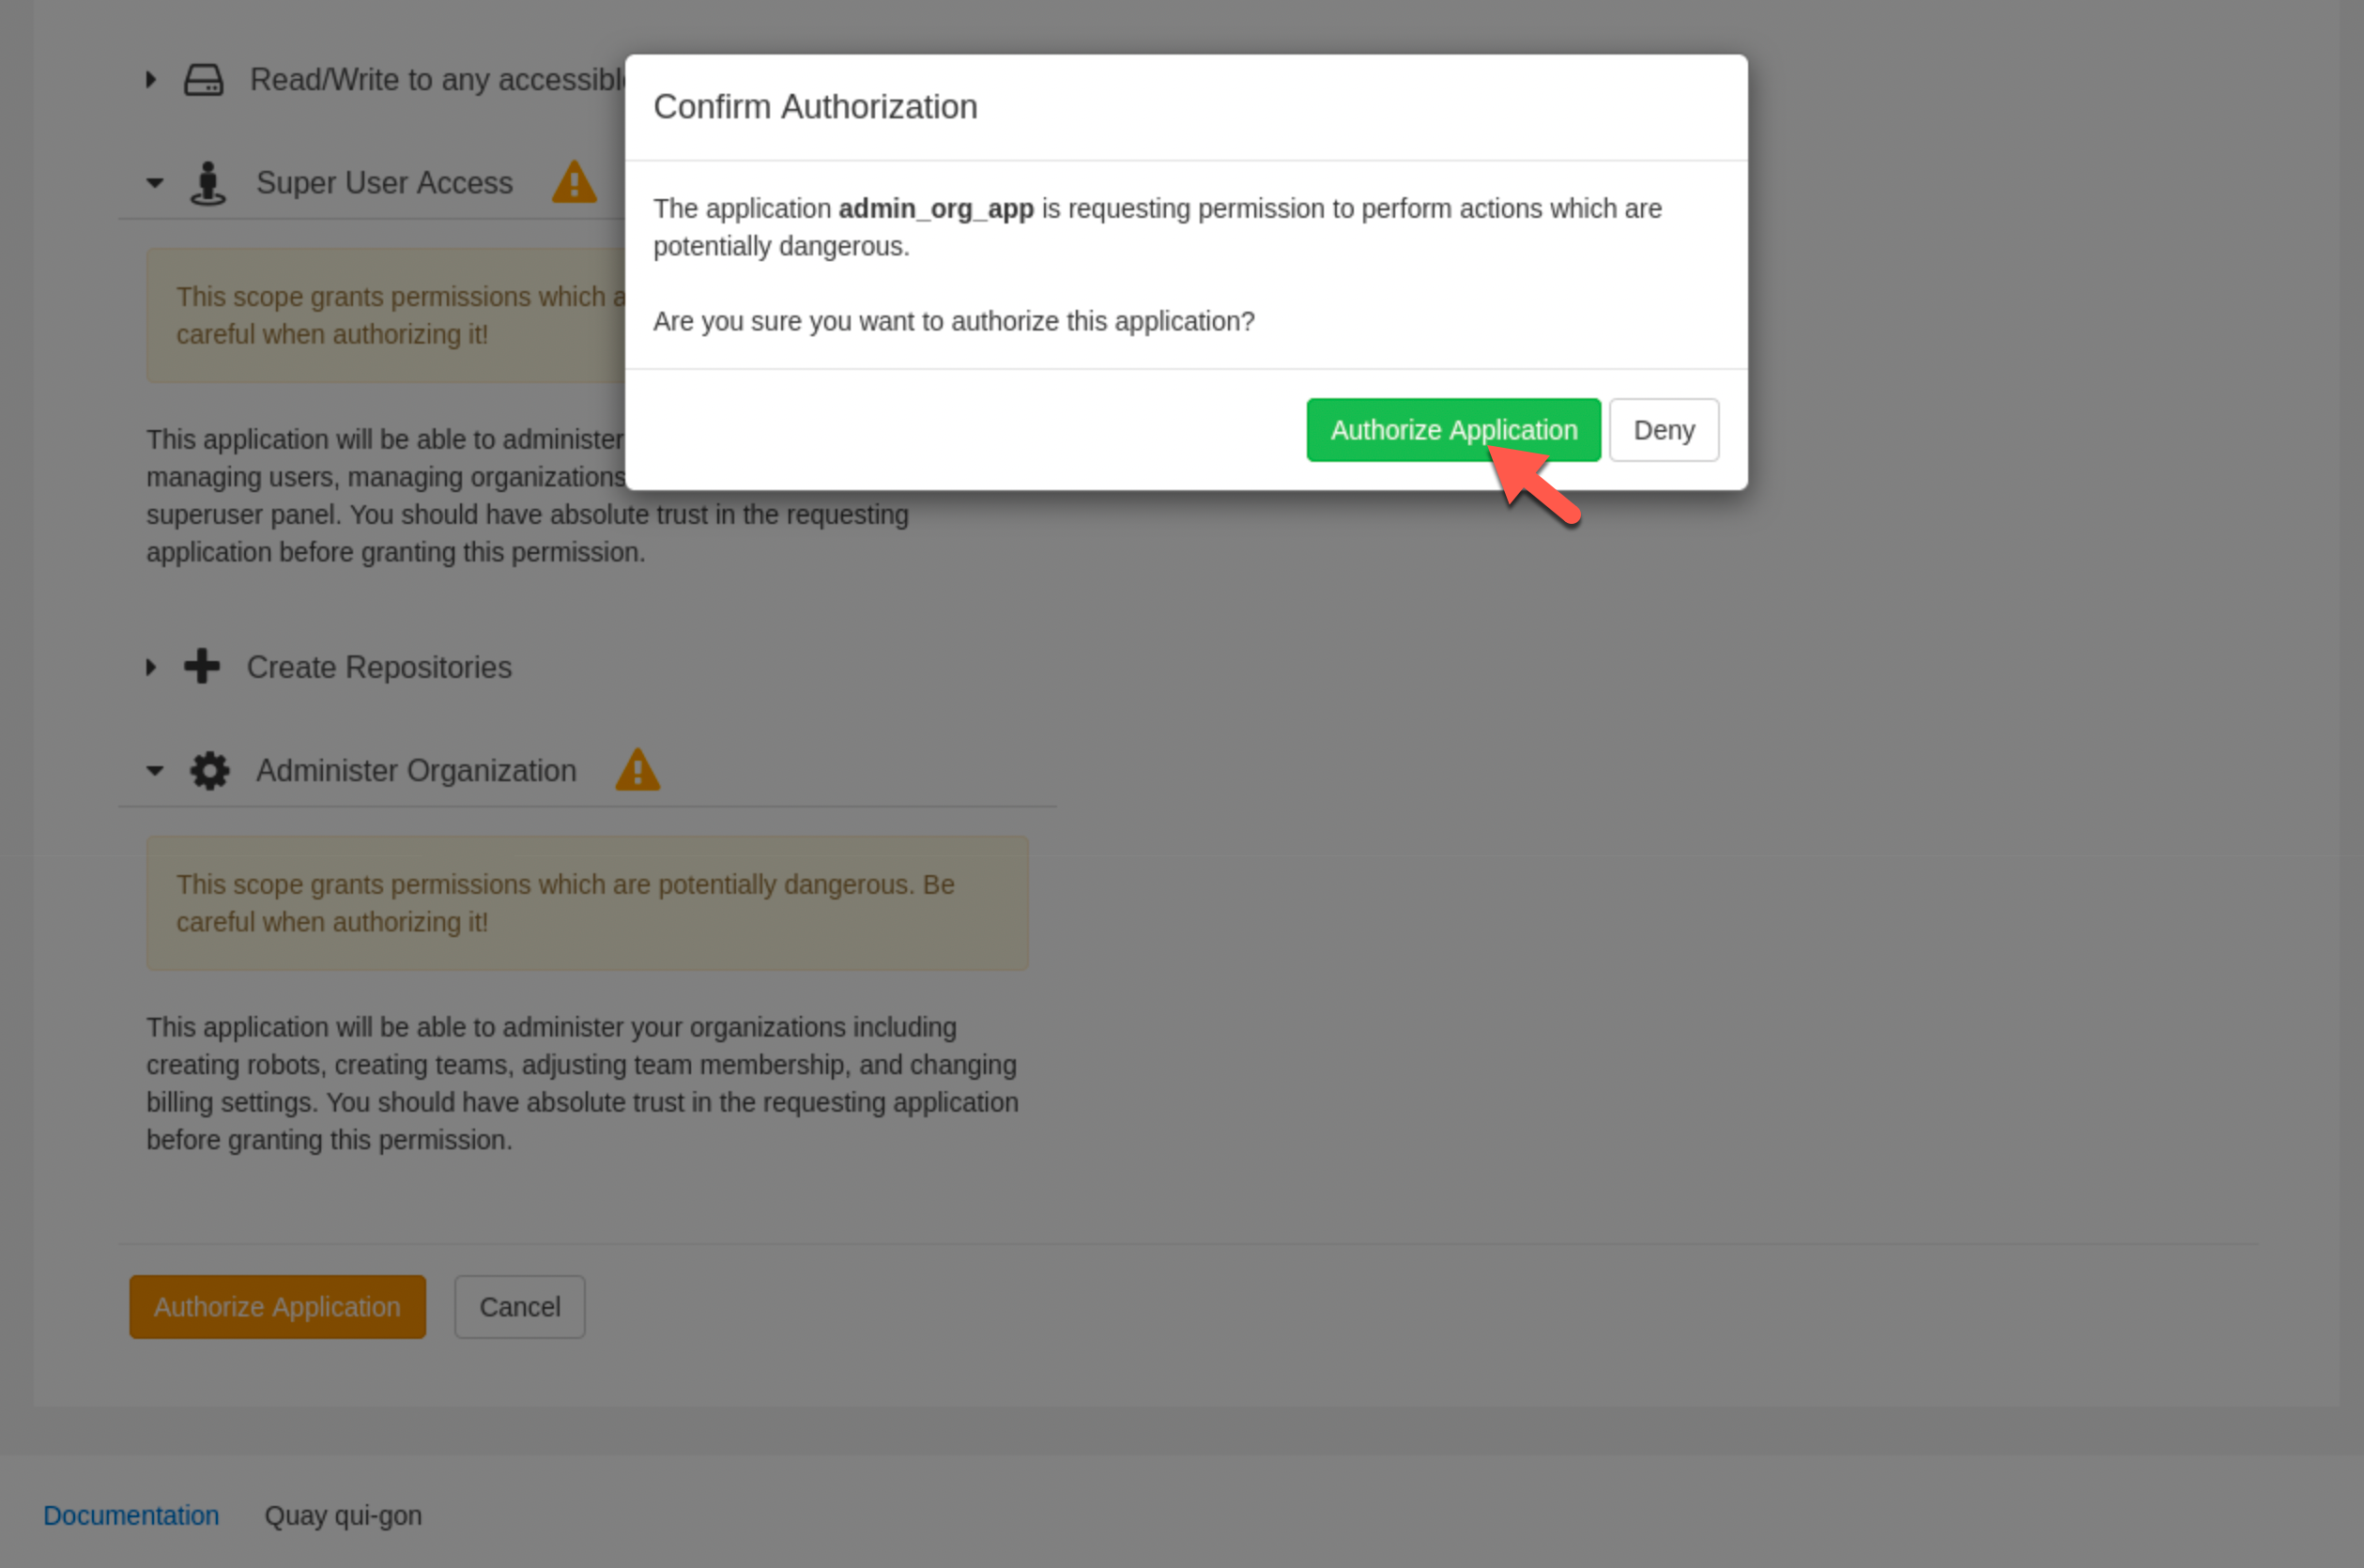 Read/Write to any
Confirm Authorization
Super User Access
The application admin_org_app is requesting permission to perform actions which are
potentially dangerous.
This scope grants permissions which
careful when authorizing it!
Are you sure you want to authorize this application?
Authorize Application
Deny
This application will be able to administer
managing users, managing organizations
superuser panel. You should have absolute trust in the requesting
application before granting this permission.
Create Repositories
Administer Organization
This scope grants permissions which are potentially dangerous. Be
careful when authorizing it!
This application will be able to administer your organizations including
creating robots, creating teams, adjusting team membership, and changing
billing settings. You should have absolute trust in the requesting application
before granting this permission.
Authorize Application
Cancel
Documentation
Quay qui-gon